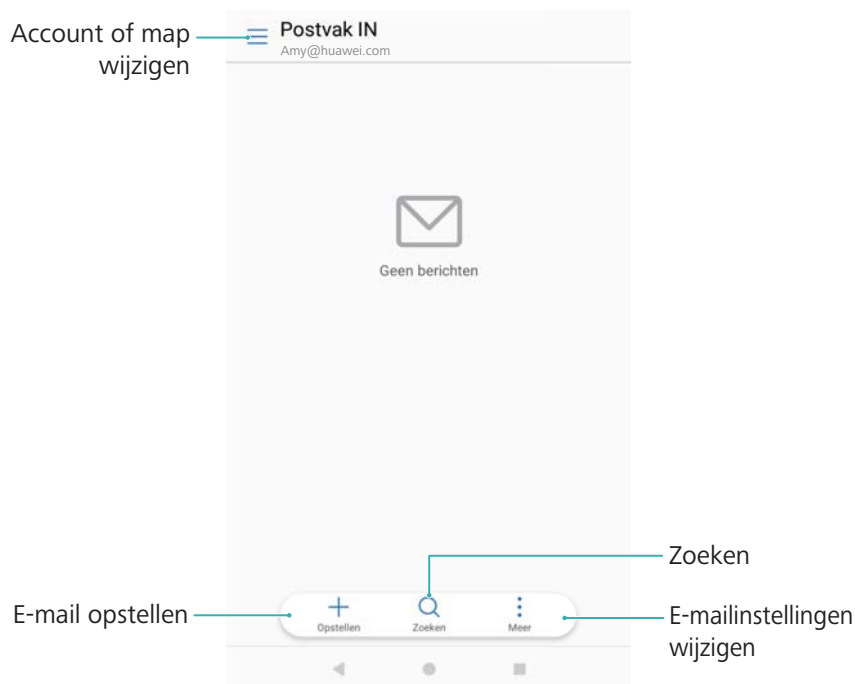 Account of map
wijzigen
Postvak IN
Amy@huawei.com
Geen berichten
Zoeken
E-mail opstellen
Opstellen
Zoeken
Meer
E-mailinstellingen
wijzigen